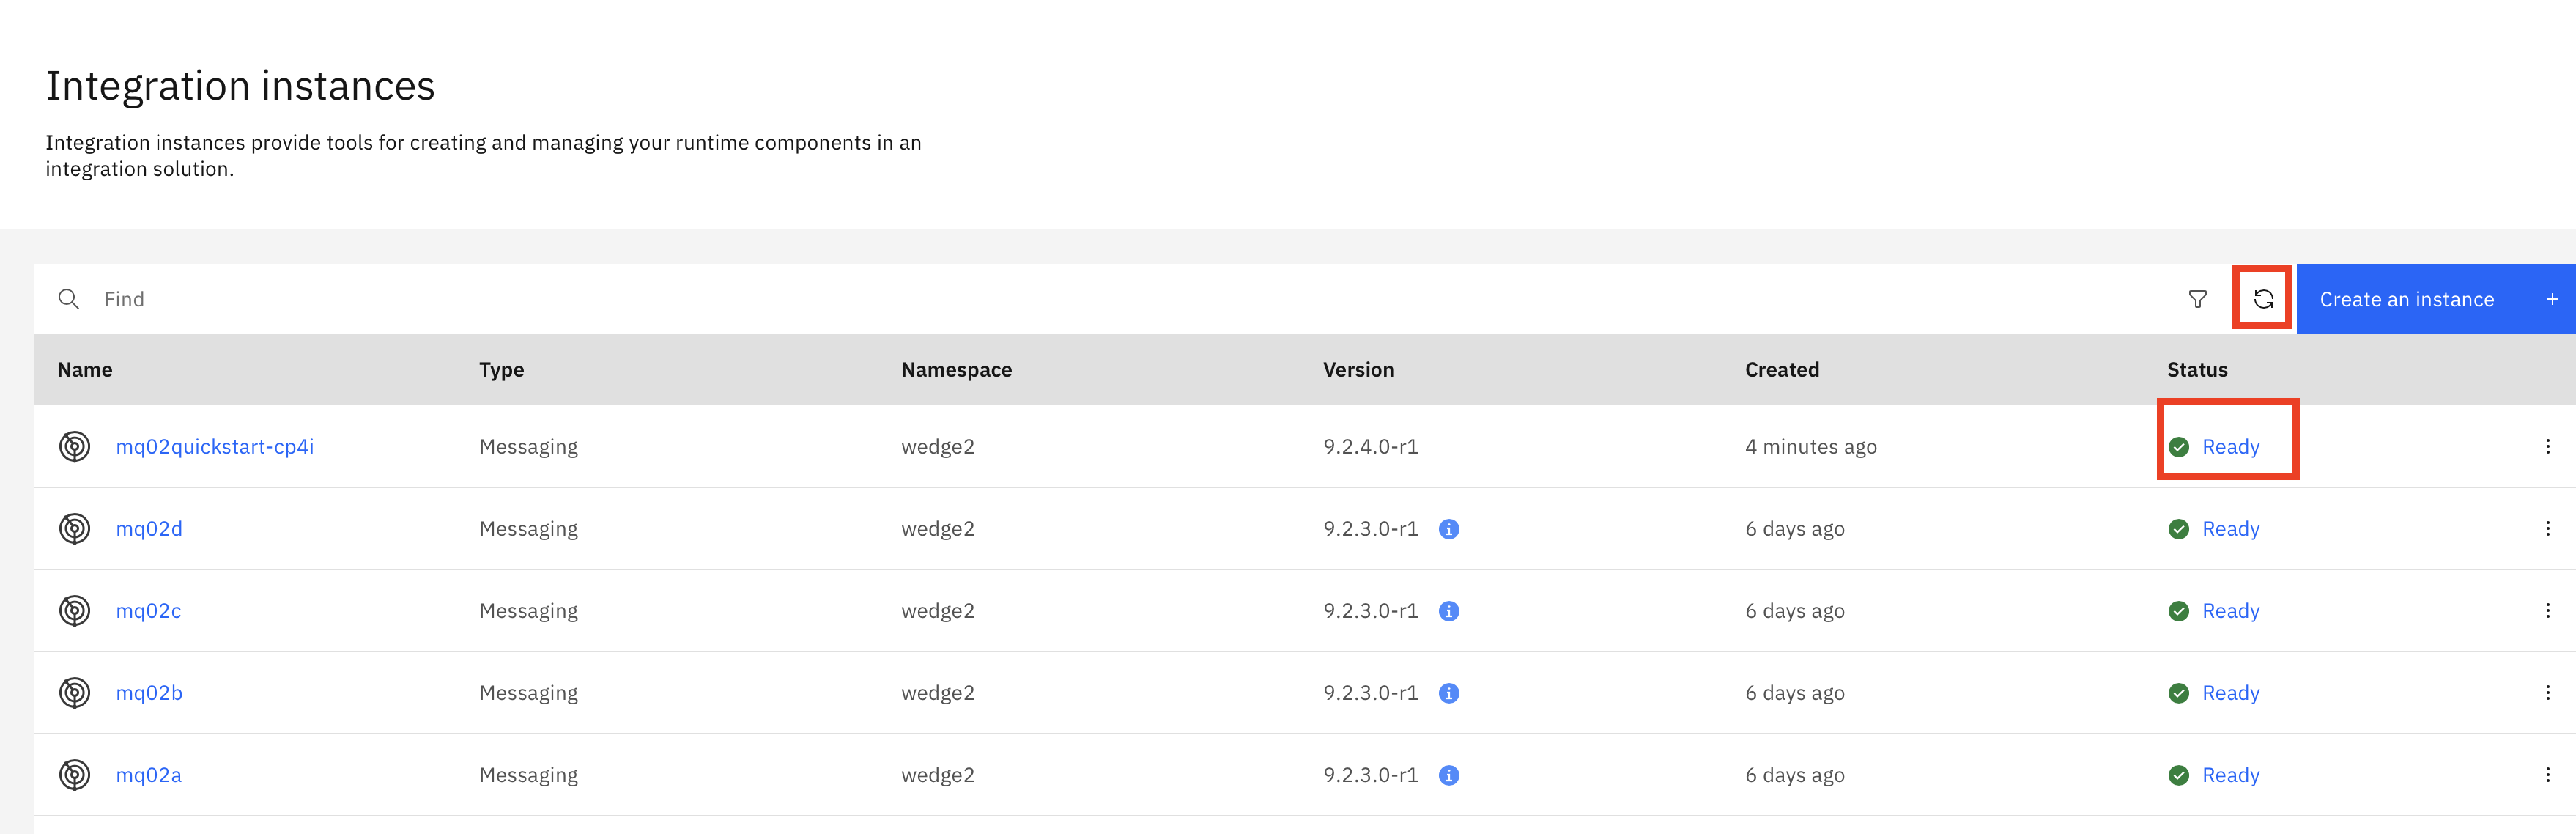 Integration instances
Integration instances provide tools for creating and managing your runtime components in an
integration solution.
Find
Create an instance +
Name Type Namespace Version Created Status
mq02quickstart-cp4i Messaging wedge2 9.2.4.0-r1 4 minutes ago Ready
mq02d Messaging wedge2 9.2.3.0-r1 6 days ago Ready
mq02c Messaging wedge2 9.2.3.0-r1 6 days ago Ready
mq02b Messaging wedge2 9.2.3.0-r1 6 days ago Ready
mq02a Messaging wedge2 9.2.3.0-r1 6 days ago Ready